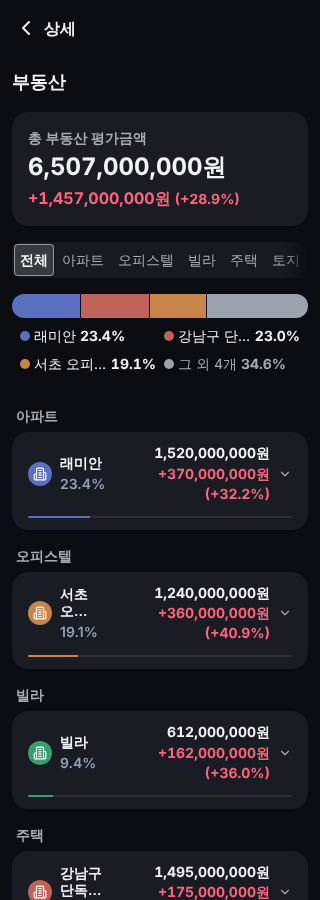 상세
부동산
총 부동산 평가금액
6,507,000,000원
+1,457,000,000원 (+28.9%)
전체 아파트 오피스텔 빌라 주택 토지
래미안 23.4% 강남구 단... 23.0%
서초 오피... 19.1% 그 외 4개 34.6%
아파트
래미안
23.4%
1,520,000,000원
+370,000,000원
(+32.2%)
오피스텔
서초
오...
19.1%
1,240,000,000원
+360,000,000원
(+40.9%)
빌라
빌라
9.4%
612,000,000원
+162,000,000원
(+36.0%)
주택
강남구
단독...
1,495,000,000원
+175,000,000원